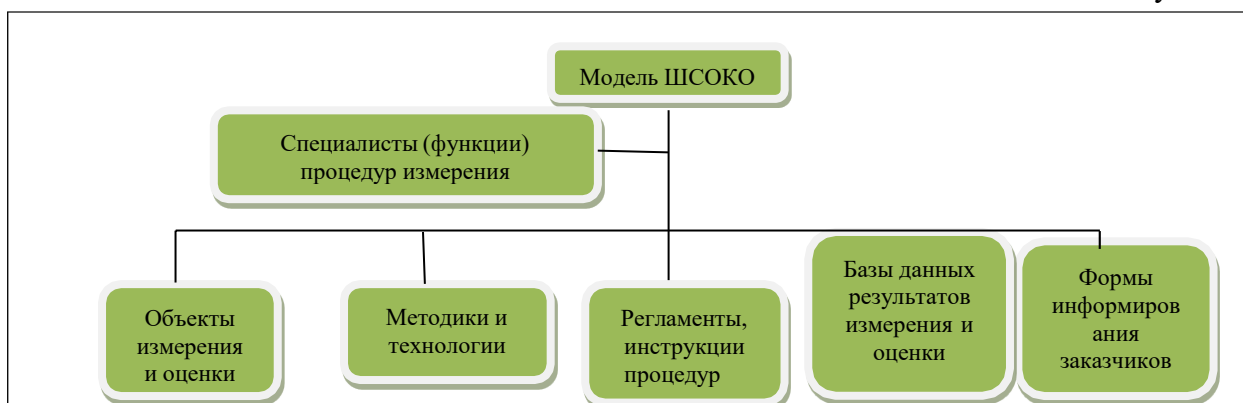 Модель ШСОКО
Специалисты (функции)
процедур измерения
Объекты
измерения
и оценки
Методики и
технологии
Регламенты,
инструкции
процедур
Базы данных
результатов
измерения и
оценки
Формы
информиров
ания
заказчиков